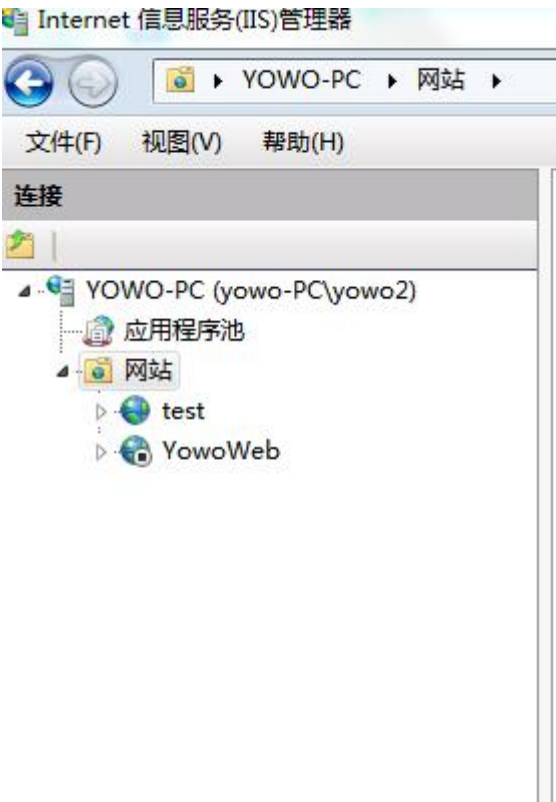 Internet 信息服务(IIS)管理器
YOWO-PC 网站
文件(F) 视图(V) 帮助(H)
连接
YOWO-PC (yowo-PC\yowo2)
应用程序池
网站
test
YowoWeb